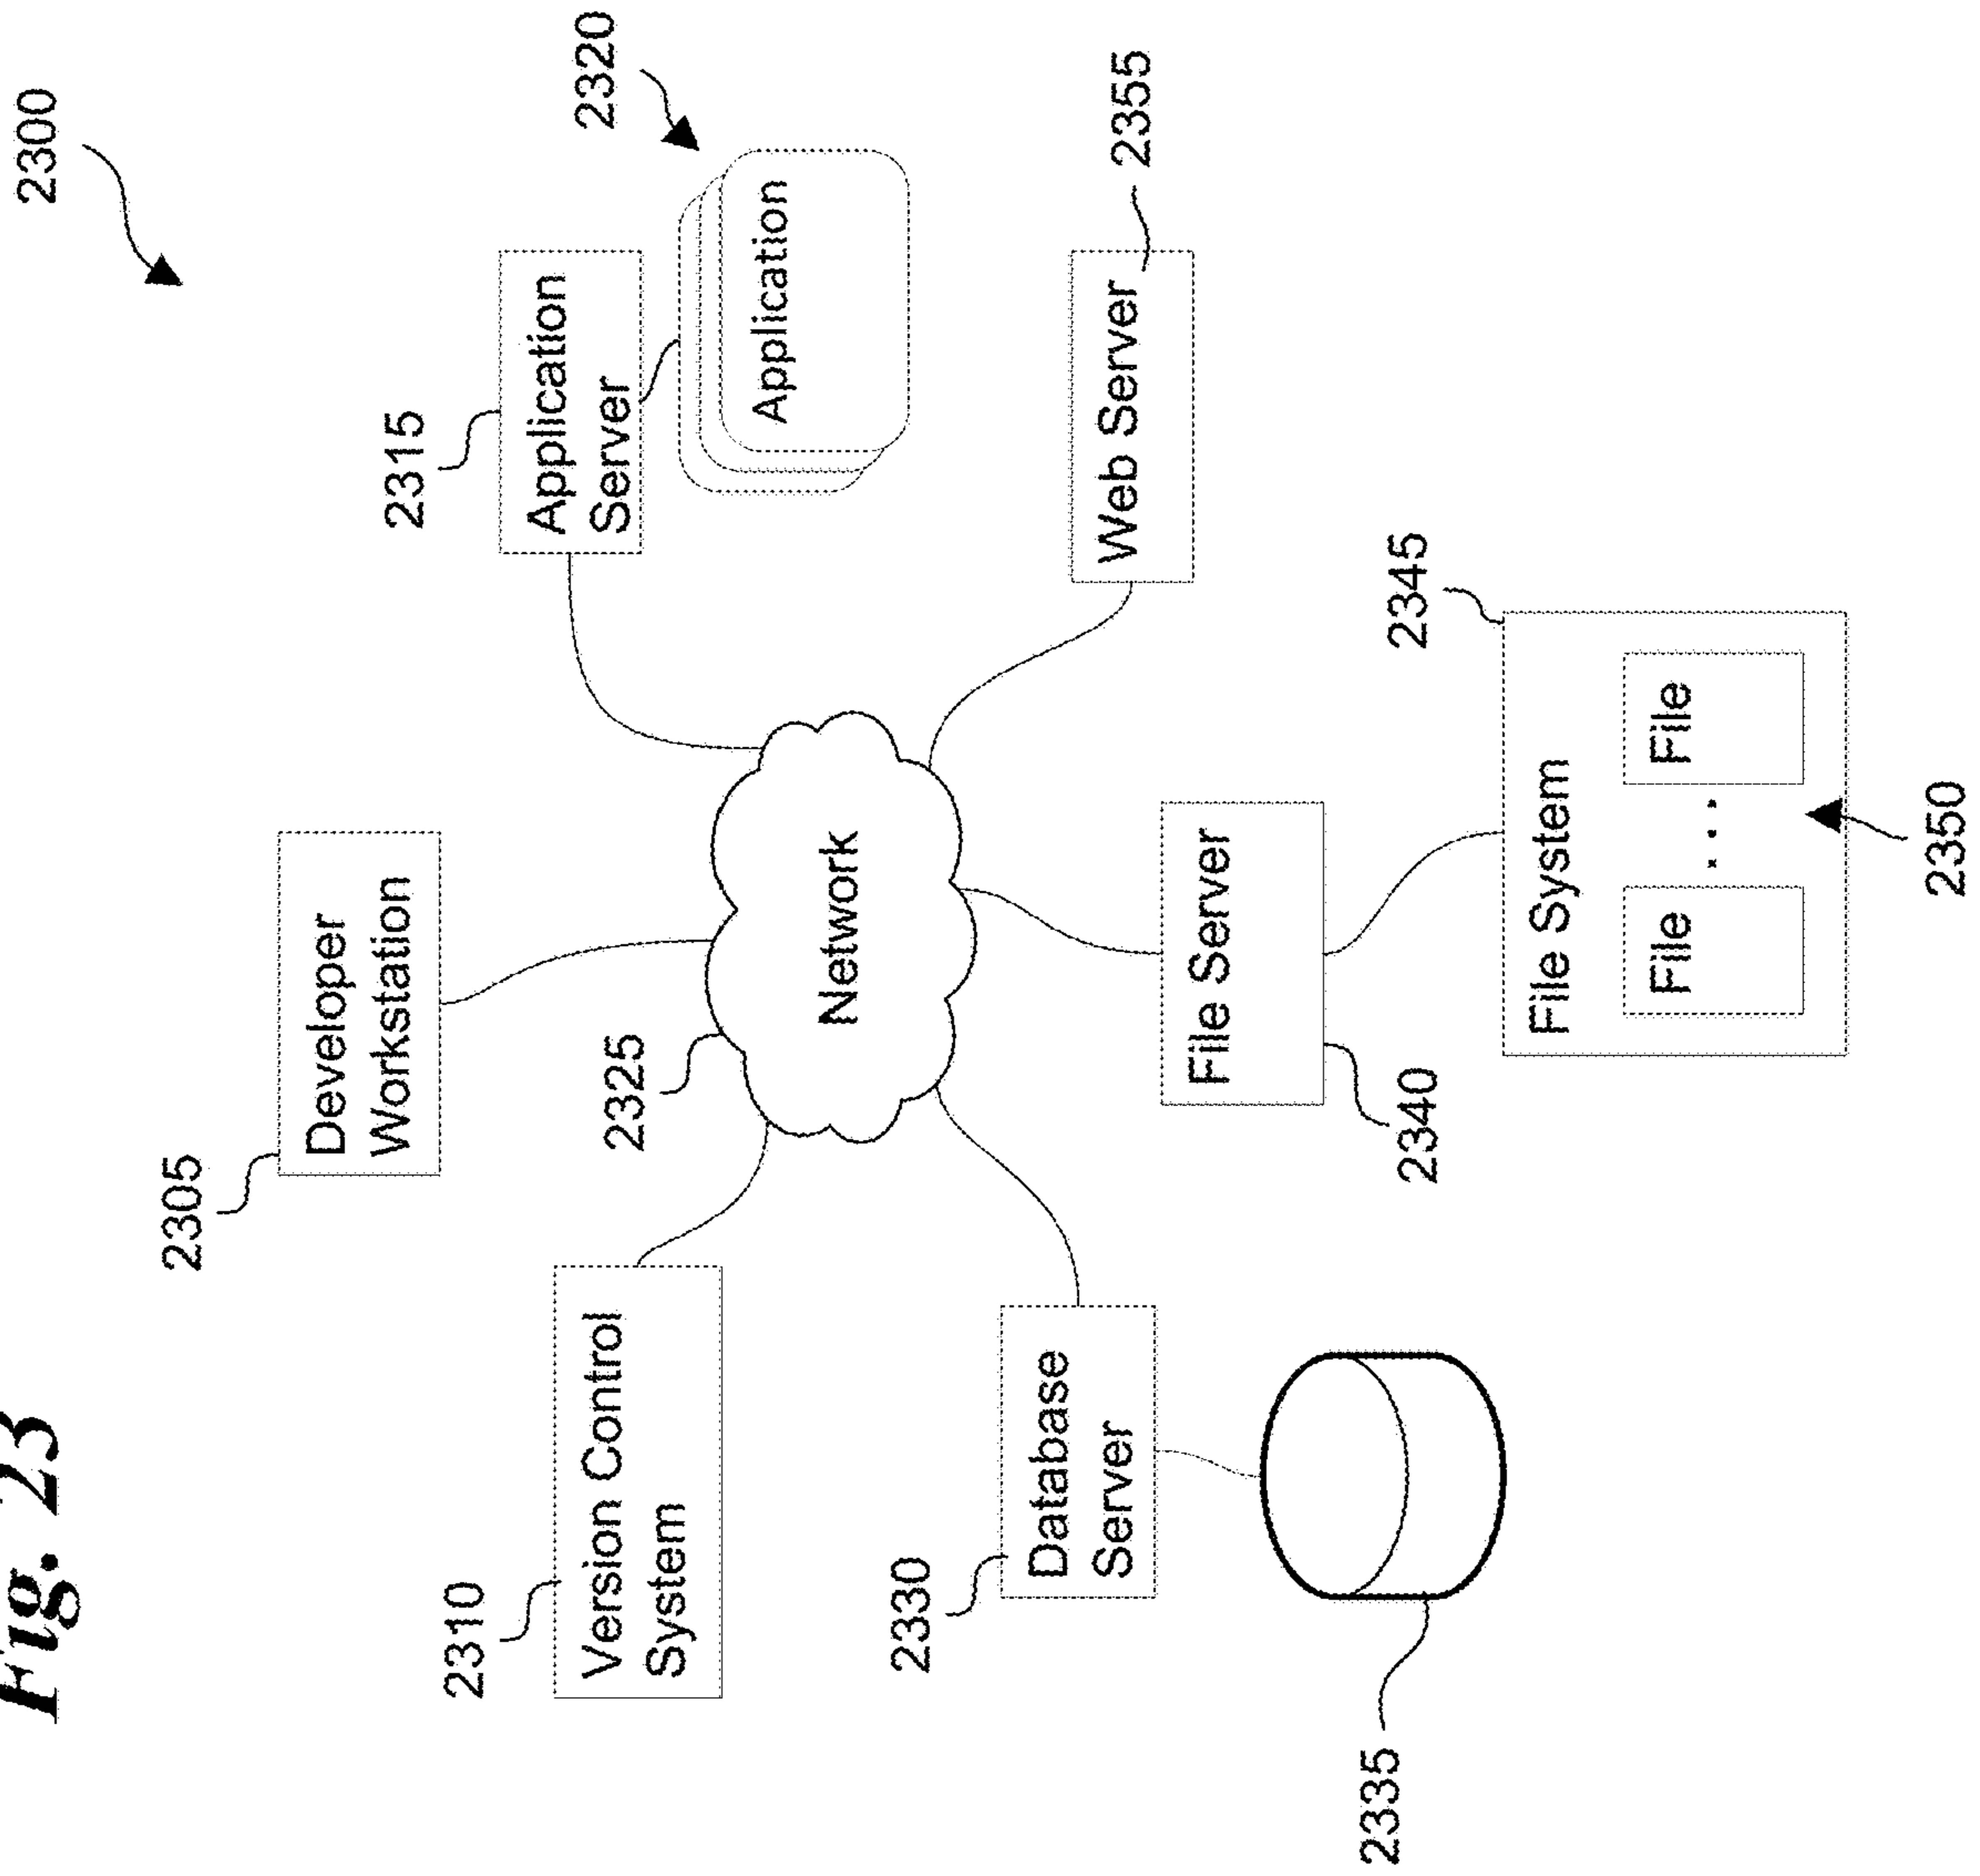 Fig. 23
2300
2305
Developer
Workstation
2310
Version Control
System
2315
Application
Server
2320
Application
2325
Network
2330
Database
Server
2335
2340
File Server
2355
Web Server
2345
File System
File
. . .
File
2350